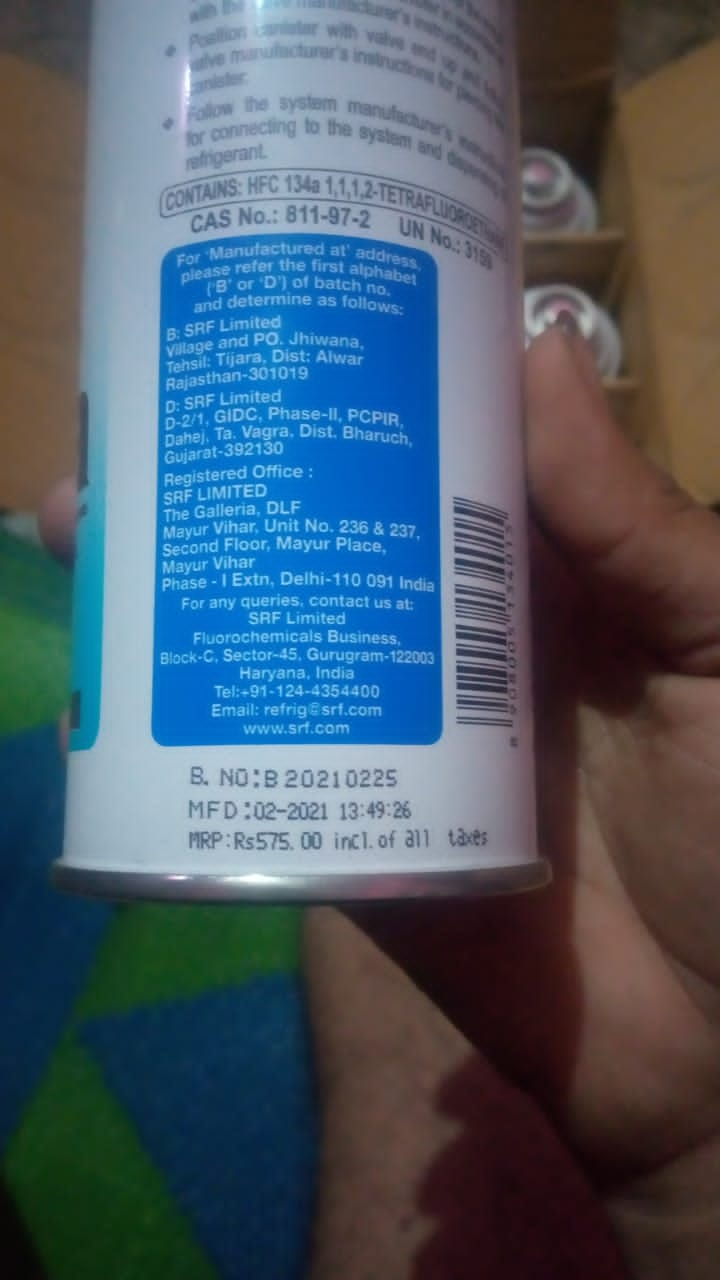 Position canister with valve end up and
valve manufacturer's instructions for piercing
canister.
Follow the system manufacturer's
for connecting to the system and dispensing
refrigerant.
CONTAINS: HFC 134a 1,1,1,2-TETRAFLUOROETHANE
CAS No.: 811-97-2 UN No.: 3159
For 'Manufactured at' address,
please refer the first alphabet
('B' or 'D') of batch no.
and determine as follows:
B: SRF Limited
Village and PO. Jhiwana,
Tehsil: Tijara, Dist: Alwar
Rajasthan-301019
D: SRF Limited
D-2/1, GIDC, Phase-II, PCPIR,
Dahej, Ta. Vagra, Dist. Bharuch,
Gujarat-392130
Registered Office :
SRF LIMITED
The Galleria, DLF
Mayur Vihar, Unit No. 236 & 237,
Second Floor, Mayur Place,
Mayur Vihar
Phase - I Extn, Delhi-110 091 India
For any queries, contact us at:
SRF Limited
Fluorochemicals Business,
Block-C, Sector-45, Gurugram-122003
Haryana, India
Tel:+91-124-4354400
Email: refrig@srf.com
www.srf.com
B. NO:B20210225
MFD:02-2021 13:49:26
MRP:Rs575.00 incl.of all taxes